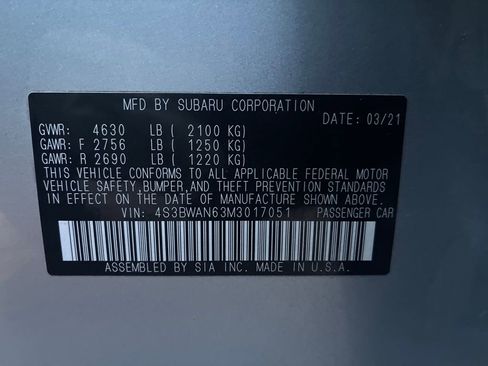 MFD BY SUBARU CORPORATION
DATE: 03/21
GVWR: 4630 LB ( 2100 KG)
GAWR: F 2756 LB ( 1250 KG)
GAWR: R 2690 LB ( 1220 KG)
THIS VEHICLE CONFORMS TO ALL APPLICABLE FEDERAL MOTOR
VEHICLE SAFETY,BUMPER,AND THEFT PREVENTION STANDARDS
IN EFFECT ON THE DATE OF MANUFACTURE SHOWN ABOVE.
VIN: 4S3BWAN63M3017051 PASSENGER CAR
ASSEMBLED BY SIA INC. MADE IN U.S.A.